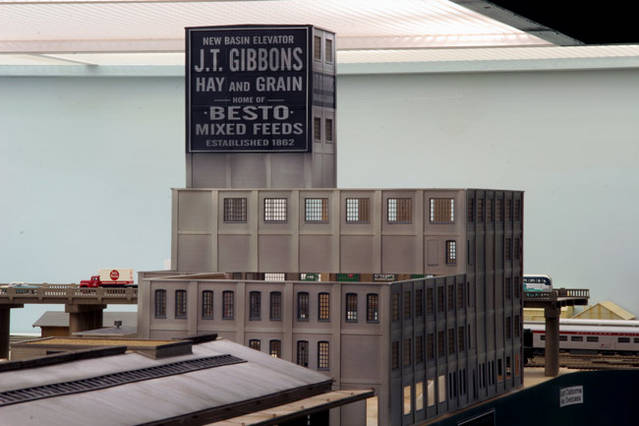 NEW BASIN ELEVATOR
J.T. GIBBONS
HAY AND GRAIN
HOME OF
·BESTO·
MIXED FEEDS
ESTABLISHED 1862